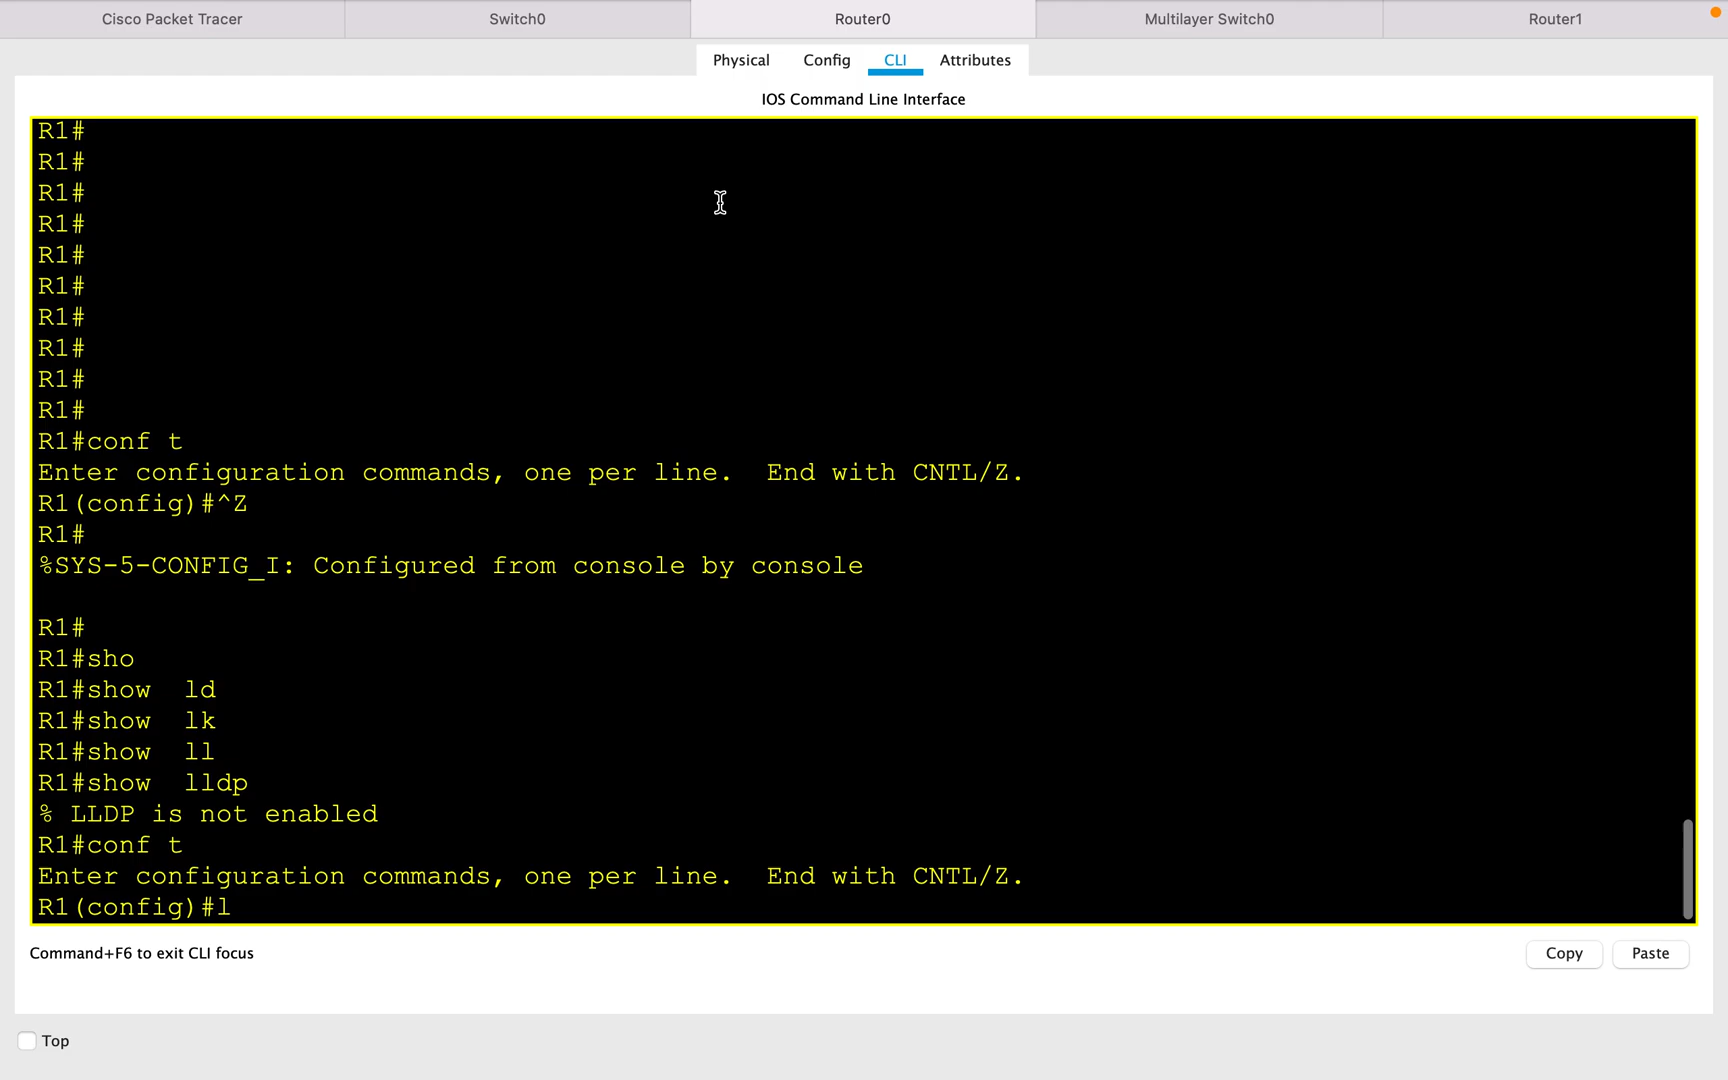 Cisco Packet Tracer
Switch0
Router0
Multilayer Switch0
Router1
Physical
Config
CLI
Attributes
IOS Command Line Interface
R1#
R1#
R1#
R1#
R1#
R1#
R1#
R1#
R1#
R1#
R1#conf t
Enter configuration commands, one per line.  End with CNTL/Z.
R1(config)#^Z
R1#
%SYS-5-CONFIG_I: Configured from console by console
R1#
R1#sho
R1#show  ld
R1#show  lk
R1#show  ll
R1#show  lldp
% LLDP is not enabled
R1#conf t
Enter configuration commands, one per line.  End with CNTL/Z.
R1(config)#l
Command+F6 to exit CLI focus
Copy
Paste
Top